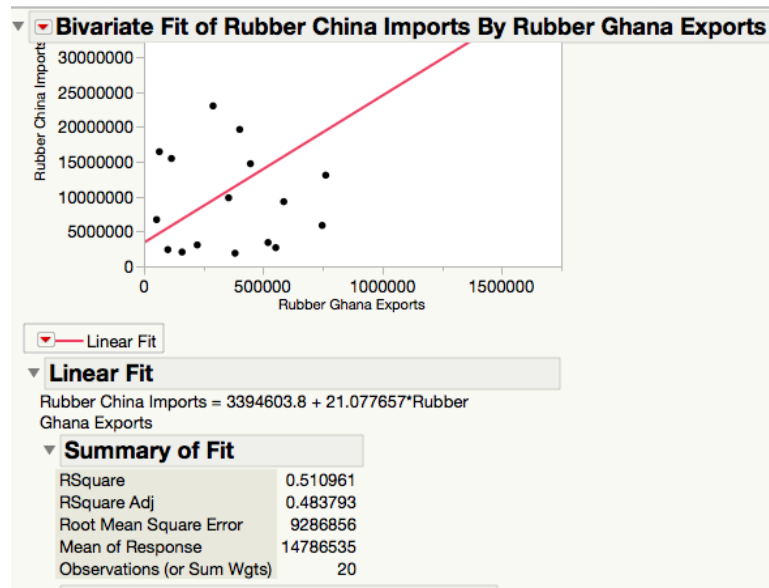 Bivariate Fit of Rubber China Imports By Rubber Ghana Exports
Rubber China Imports
30000000
25000000
20000000
15000000
10000000
5000000
0
0 500000 1000000 1500000
Rubber Ghana Exports
Linear Fit
Linear Fit
Rubber China Imports = 3394603.8 + 21.077657*Rubber
Ghana Exports
Summary of Fit
RSquare 0.510961
RSquare Adj 0.483793
Root Mean Square Error 9286856
Mean of Response 14786535
Observations (or Sum Wgts) 20